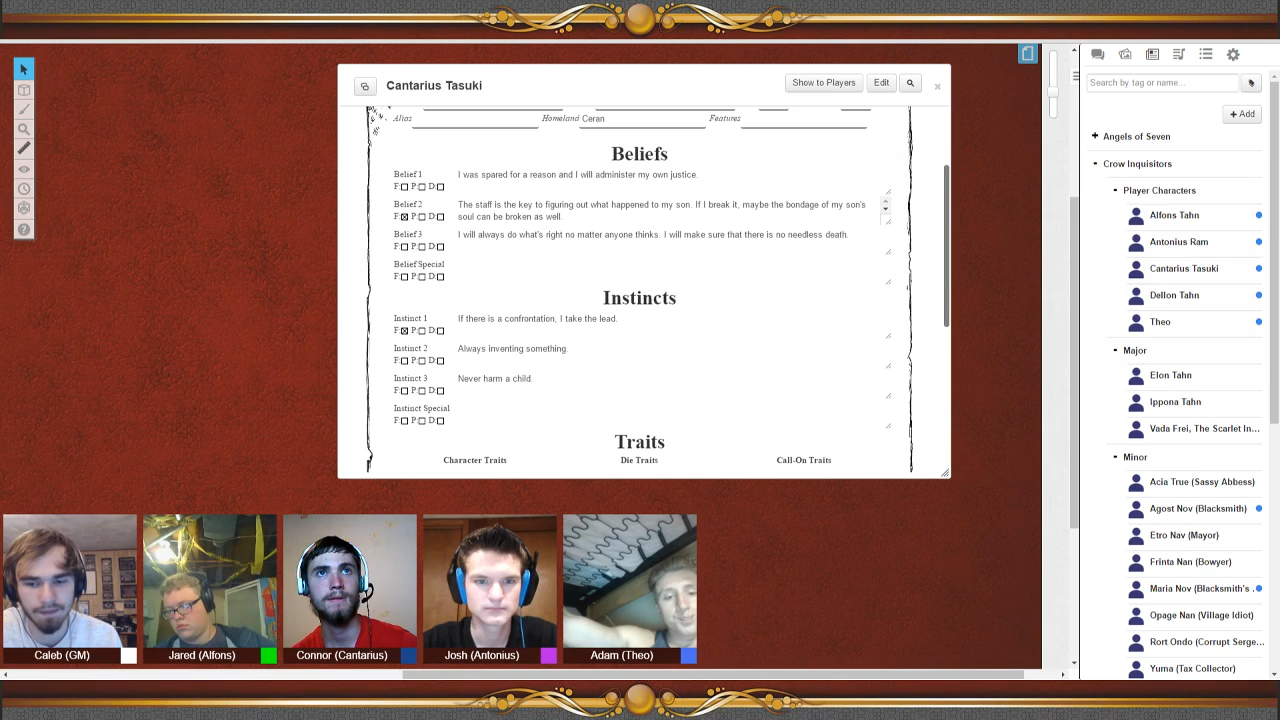 Cantarius Tasuki
Show to Players
Edit
Alias
Homeland Ceran
Features
Beliefs
Belief 1
I was spared for a reason and I will administer my own justice.
F: P: D:
Belief 2
The staff is the key to figuring out what happened to my son. If I break it, maybe the bondage of my son's
soul can be broken as well.
F: P: D:
Belief 3
I will always do what's right no matter anyone thinks. I will make sure that there is no needless death.
F: P: D:
Belief Special
F: P: D:
Instincts
Instinct 1
If there is a confrontation, I take the lead.
F: P: D:
Instinct 2
Always inventing something.
F: P: D:
Instinct 3
Never harm a child.
F: P: D:
Instinct Special
F: P: D:
Traits
Character Traits
Die Traits
Call-On Traits
Caleb (GM)
Jared (Alfons)
Connor (Cantarius)
Josh (Antonius)
Adam (Theo)
Search by tag or name...
+ Add
+ Angels of Seven
- Crow Inquisitors
- Player Characters
Alfons Tahn
Antonius Ram
Cantarius Tasuki
Dellon Tahn
Theo
- Major
Elon Tahn
Ippona Tahn
Vada Frei, The Scarlet In...
- Minor
Acia True (Sassy Abbess)
Agost Nov (Blacksmith)
Etro Nav (Mayor)
Frinta Nan (Bowyer)
Maria Nov (Blacksmith's .
Opage Nan (Village Idiot)
Rort Ondo (Corrupt Serge...
Yuma (Tax Collector)